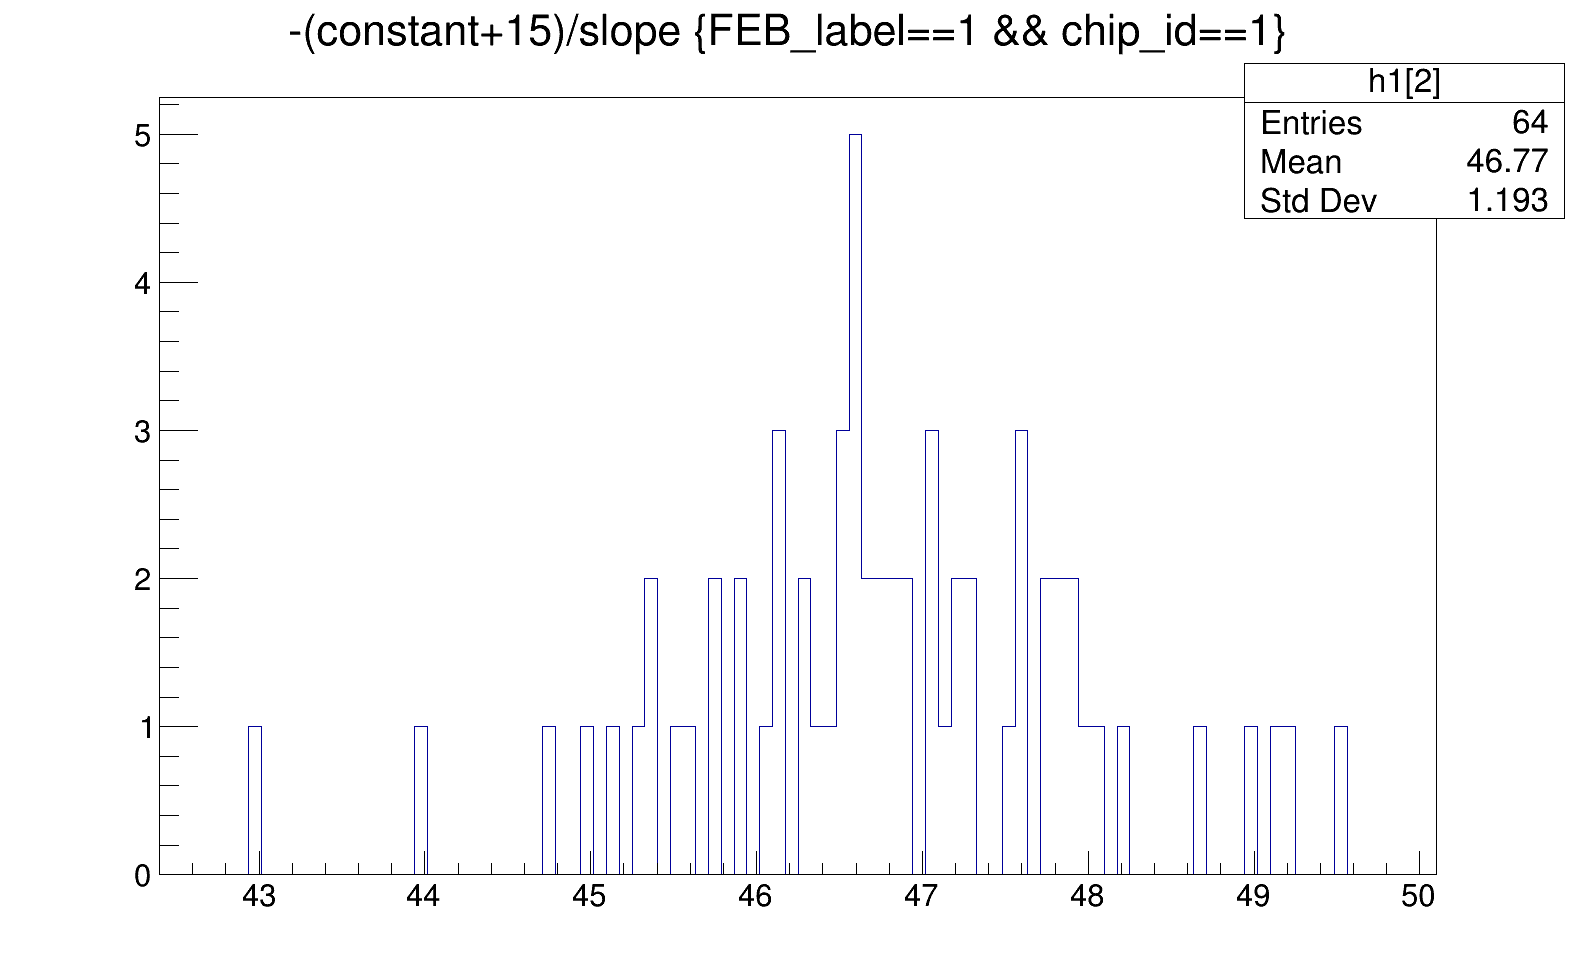 -(constant+15)/slope {FEB_label==1 && chip_id==1}
h1[2]
Entries 64
Mean 46.77
Std Dev 1.193
5
4
3
2
1
0
43 44 45 46 47 48 49 50